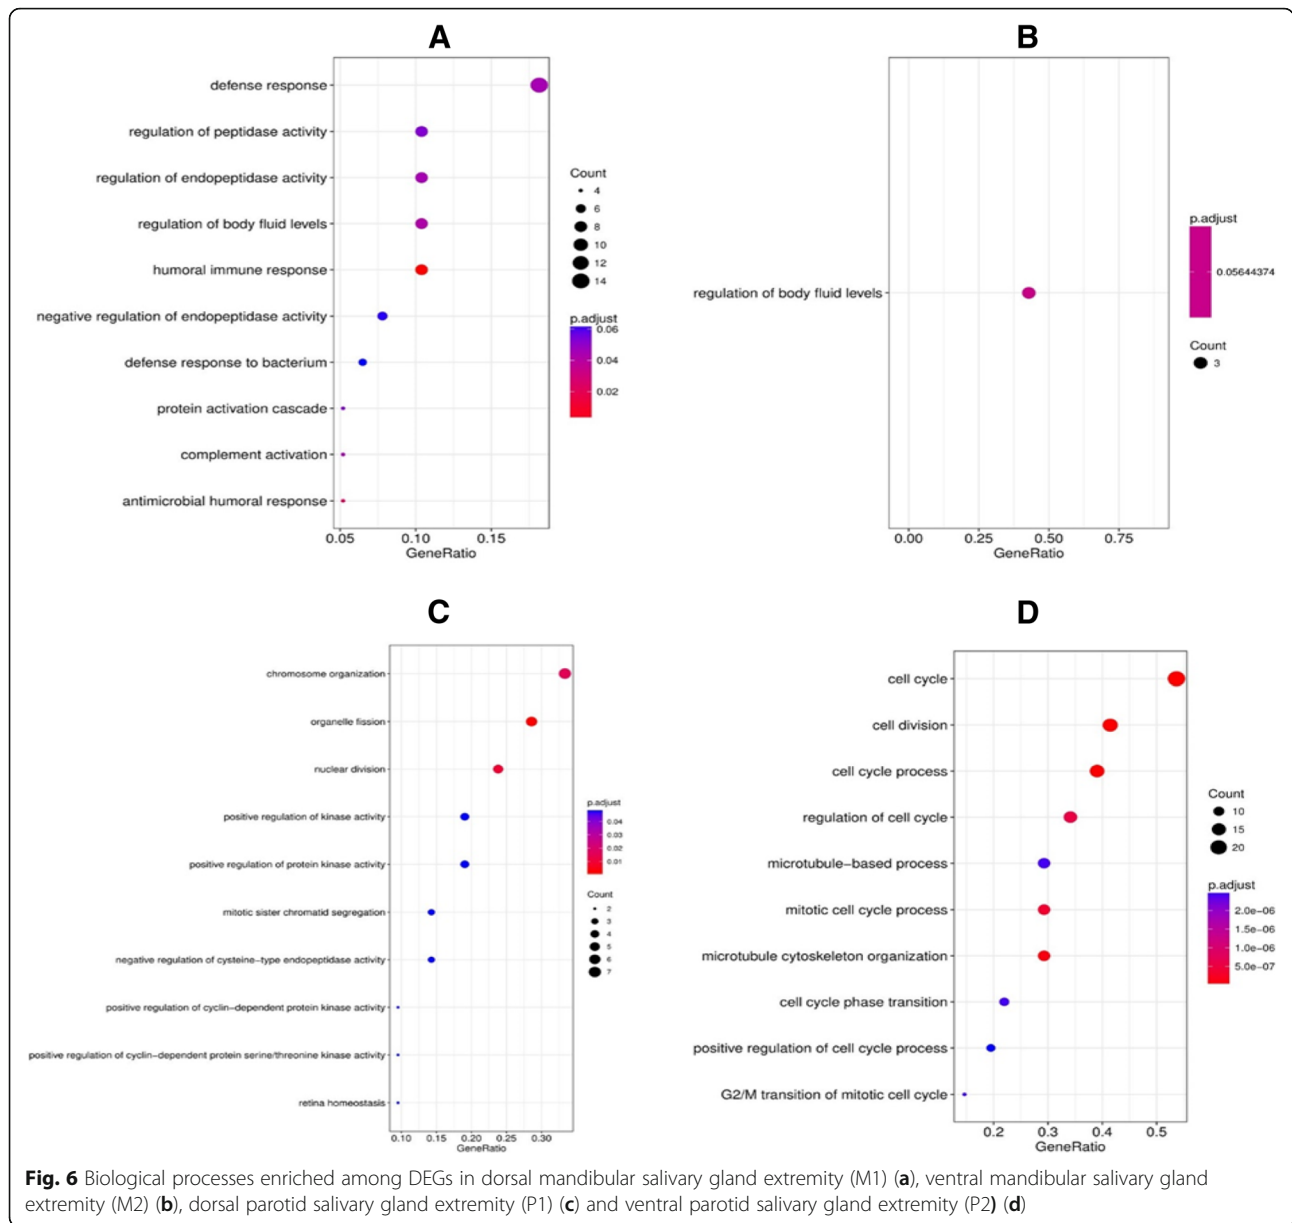 A
defense response
regulation of peptidase activity
regulation of endopeptidase activity
regulation of body fluid levels
humoral immune response
negative regulation of endopeptidase activity
defense response to bacterium
protein activation cascade
complement activation
antimicrobial humoral response
0.05 0.10 0.15
GeneRatio
Count
4
6
8
10
12
14
p.adjust
0.06
0.04
0.02
B
regulation of body fluid levels
0.00 0.25 0.50 0.75
GeneRatio
p.adjust
0.05644374
Count
3
C
chromosome organization
organelle fission
nuclear division
positive regulation of kinase activity
positive regulation of protein kinase activity
mitotic sister chromatid segregation
negative regulation of cysteine−type endopeptidase activity
positive regulation of cyclin−dependent protein kinase activity
positive regulation of cyclin−dependent protein serine/threonine kinase activity
retina homeostasis
0.10 0.15 0.20 0.25 0.30
GeneRatio
p.adjust
0.04
0.03
0.02
0.01
Count
2
3
4
5
6
7
D
cell cycle
cell division
cell cycle process
regulation of cell cycle
microtubule−based process
mitotic cell cycle process
microtubule cytoskeleton organization
cell cycle phase transition
positive regulation of cell cycle process
G2/M transition of mitotic cell cycle
0.2 0.3 0.4 0.5
GeneRatio
Count
10
15
20
p.adjust
2.0e−06
1.5e−06
1.0e−06
5.0e−07
Fig. 6 Biological processes enriched among DEGs in dorsal mandibular salivary gland extremity (M1) (a), ventral mandibular salivary gland
extremity (M2) (b), dorsal parotid salivary gland extremity (P1) (c) and ventral parotid salivary gland extremity (P2) (d)